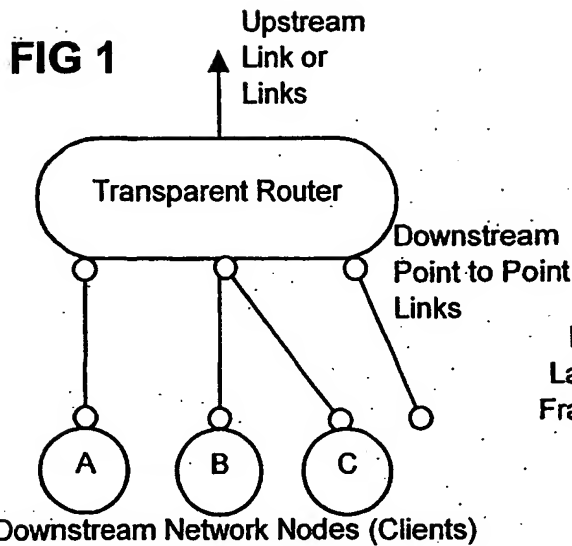 FIG 1
Upstream
Link or
Links
Transparent Router
Downstream
Point to Point
Links
A
B
C
Downstream Network Nodes (Clients)